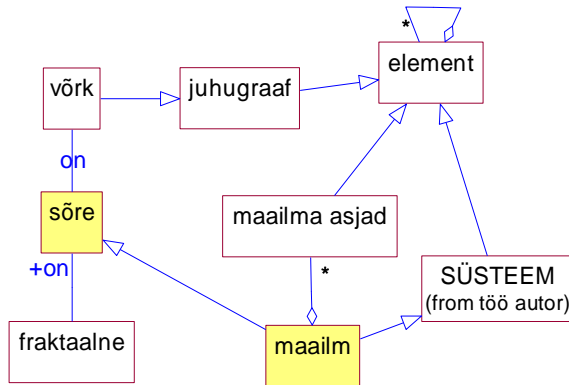 *
element
võrk
juhugraaf
on
sõre
maailma asjad
+on
*
SÜSTEEM
(from töö autor)
fraktaalne
maailm